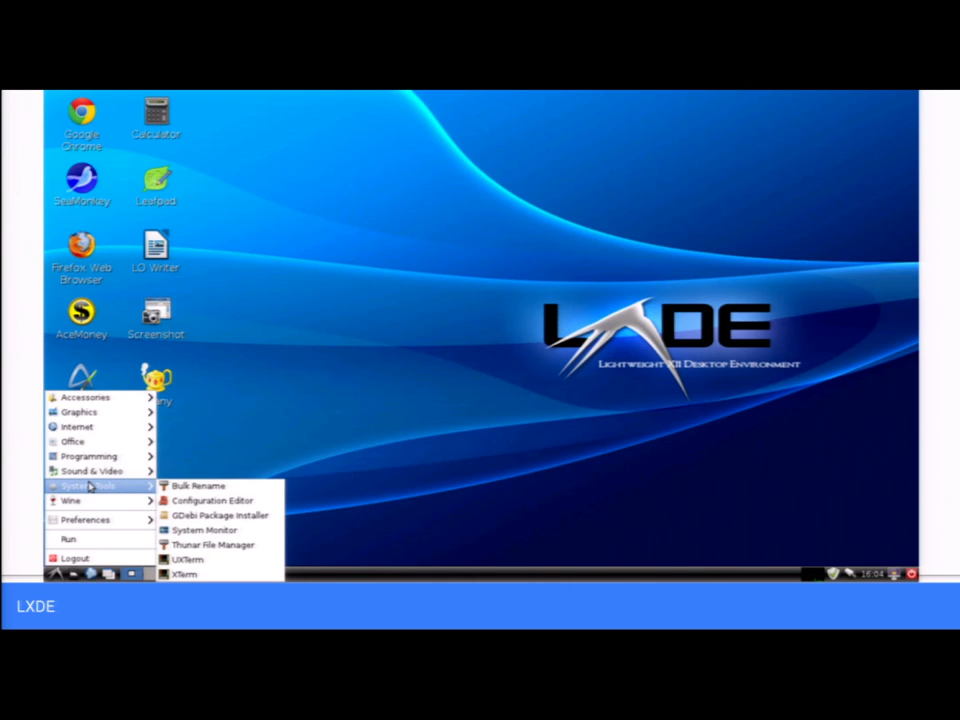 Google
Chrome
Calculator
SeaMonkey
Leafpad
Firefox Web
Browser
LO Writer
AceMoney
Screenshot
LXDE
LIGHTWEIGHT X11 DESKTOP ENVIRONMENT
Accessories
Graphics
Internet
Office
Programming
Sound & Video
System Tools
Wine
Preferences
Run
Logout
Bulk Rename
Configuration Editor
GDebi Package Installer
System Monitor
Thunar File Manager
UXTerm
XTerm
16:04
LXDE